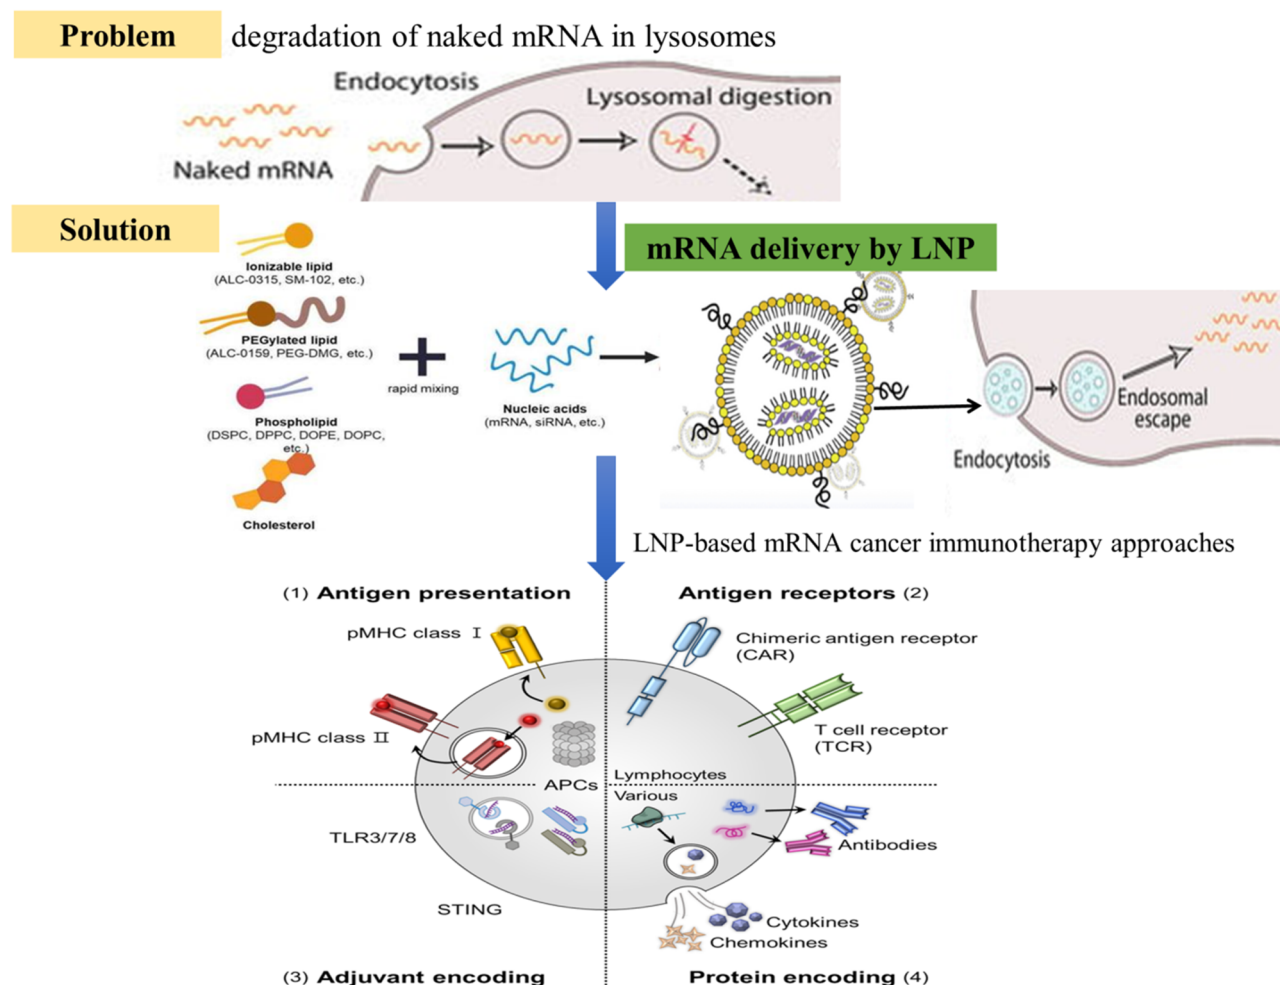 Problem
degradation of naked mRNA in lysosomes
Endocytosis
Lysosomal digestion
Naked mRNA
Solution
mRNA delivery by LNP
Ionizable lipid
(ALC-0315, SM-102, etc.)
PEGylated lipid
(ALC-0159, PEG-DMG, etc.)
rapid mixing
Phospholipid
(DSPC, DPPC, DOPE, DOPC,
etc.)
Cholesterol
Nucleic acids
(mRNA, siRNA, etc.)
Endosomal
escape
Endocytosis
LNP-based mRNA cancer immunotherapy approaches
(1) Antigen presentation
Antigen receptors (2)
pMHC class I
Chimeric antigen receptor
(CAR)
pMHC class II
T cell receptor
(TCR)
APCs
Lymphocytes
Various
TLR3/7/8
Antibodies
STING
Cytokines
Chemokines
(3) Adjuvant encoding
Protein encoding (4)